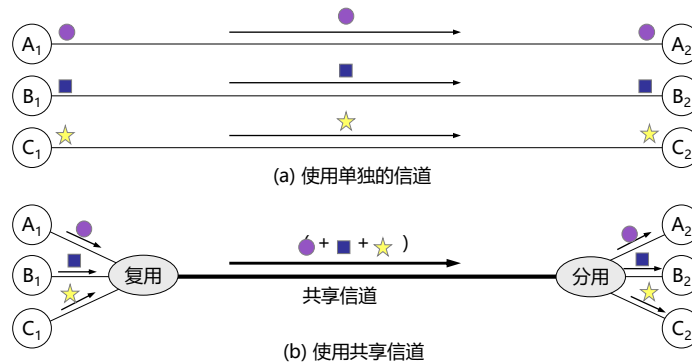 A1 A2
B1 B2
C1 C2
(a) 使用单独的信道
A1 A2
( + + )
B1 复用 分用 B2
共享信道
C1 C2
(b) 使用共享信道